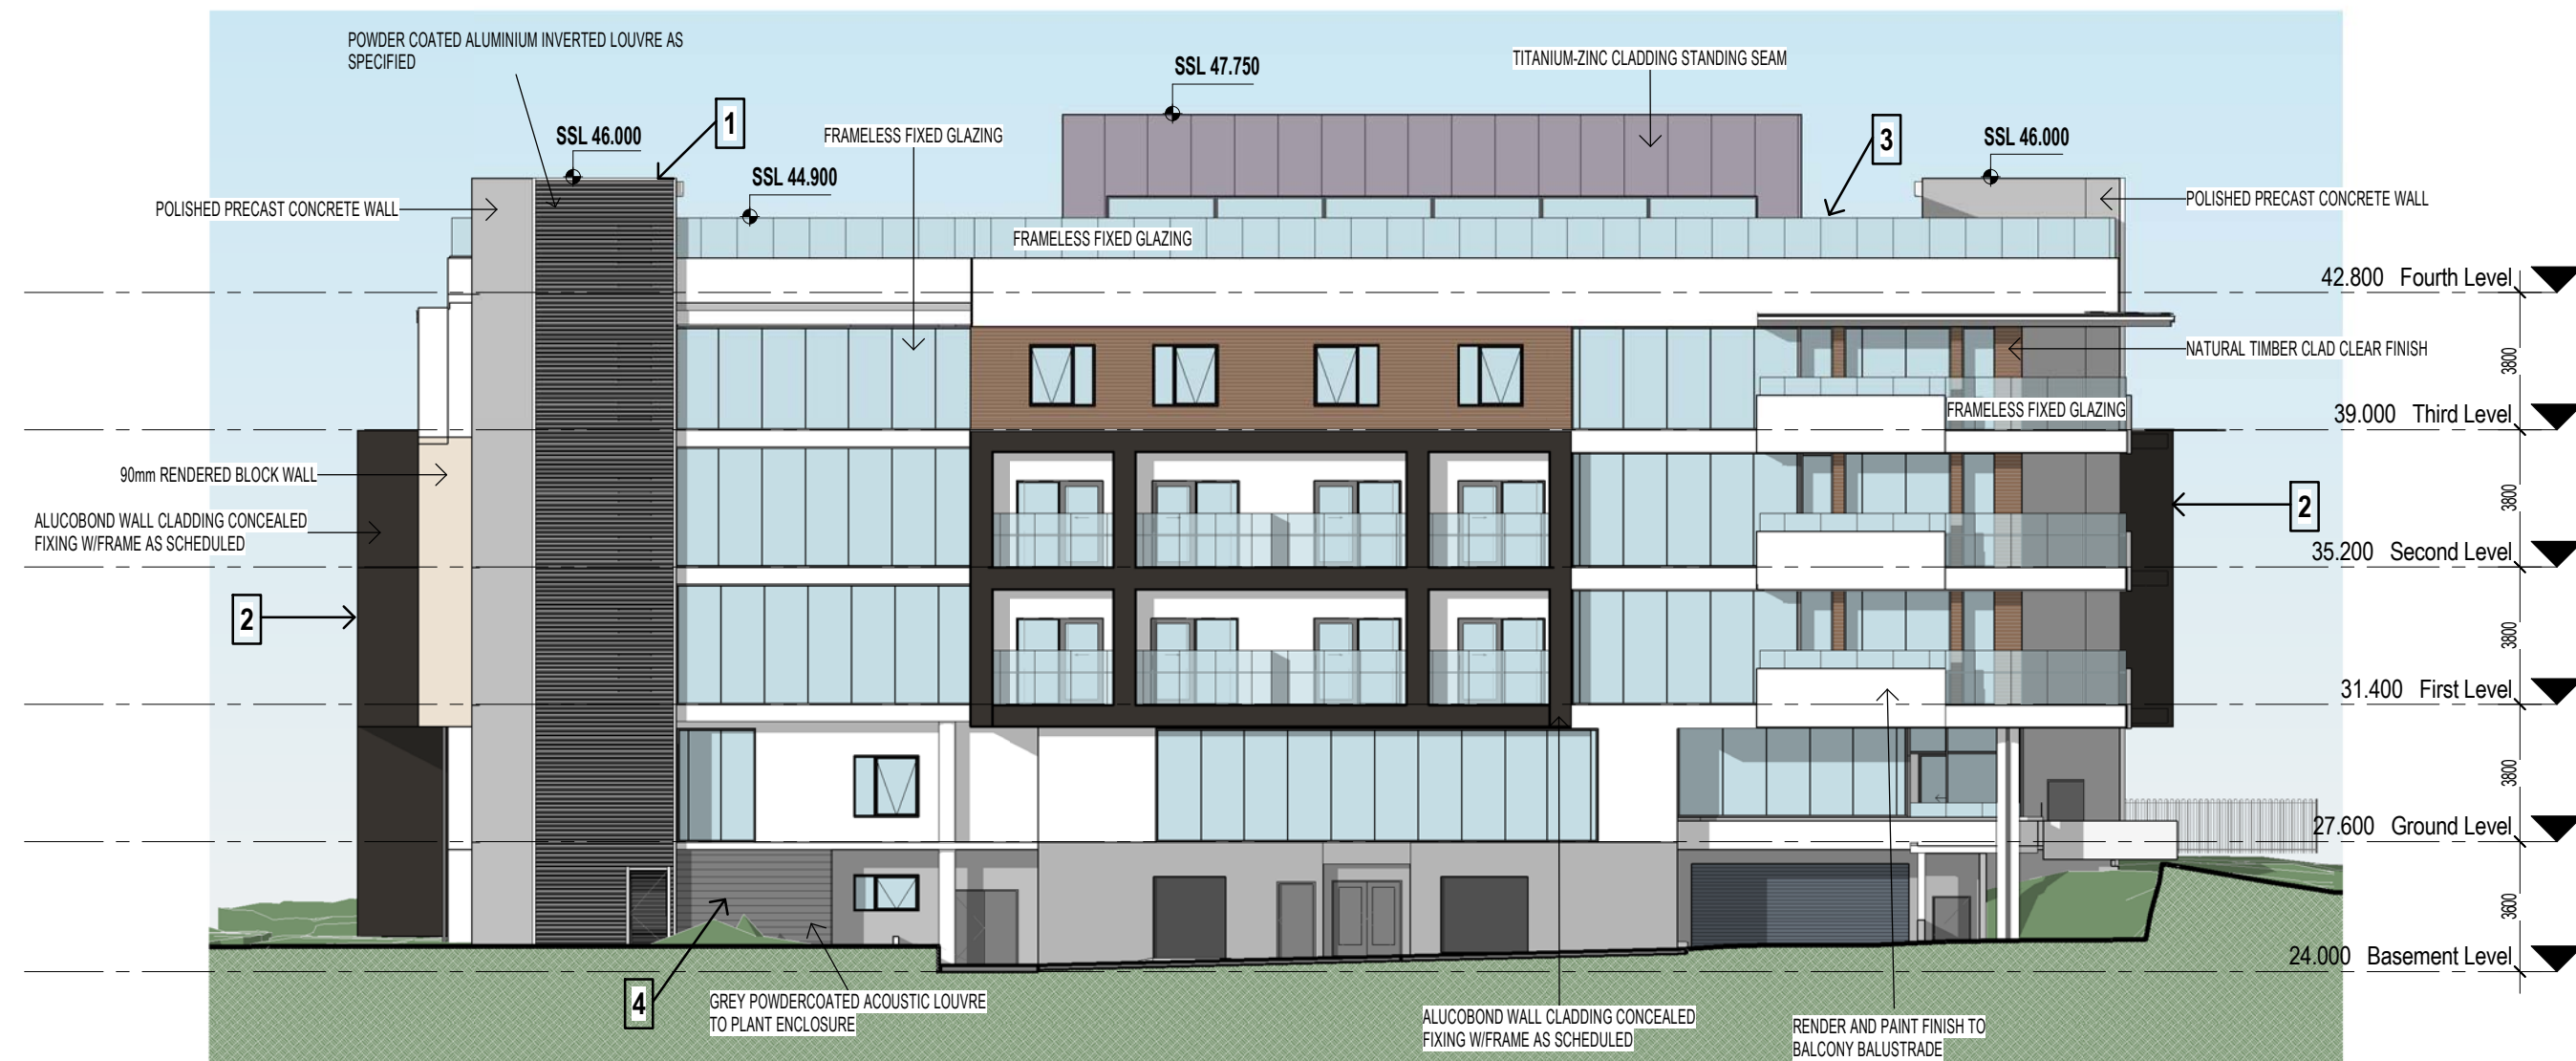 POWDER COATED ALUMINIUM INVERTED LOUVRE AS
SPECIFIED
SSL 47.750
TITANIUM-ZINC CLADDING STANDING SEAM
1
SSL 46.000
FRAMELESS FIXED GLAZING
3
SSL 46.000
SSL 44.900
POLISHED PRECAST CONCRETE WALL
POLISHED PRECAST CONCRETE WALL
FRAMELESS FIXED GLAZING
42.800 Fourth Level
3800
NATURAL TIMBER CLAD CLEAR FINISH
FRAMELESS FIXED GLAZING
39.000 Third Level
90mm RENDERED BLOCK WALL
3800
2
ALUCOBOND WALL CLADDING CONCEALED
FIXING W/FRAME AS SCHEDULED
35.200 Second Level
2
3800
31.400 First Level
3800
27.600 Ground Level
3600
24.000 Basement Level
4
GREY POWDERCOATED ACOUSTIC LOUVRE
TO PLANT ENCLOSURE
ALUCOBOND WALL CLADDING CONCEALED
FIXING W/FRAME AS SCHEDULED
RENDER AND PAINT FINISH TO
BALCONY BALUSTRADE